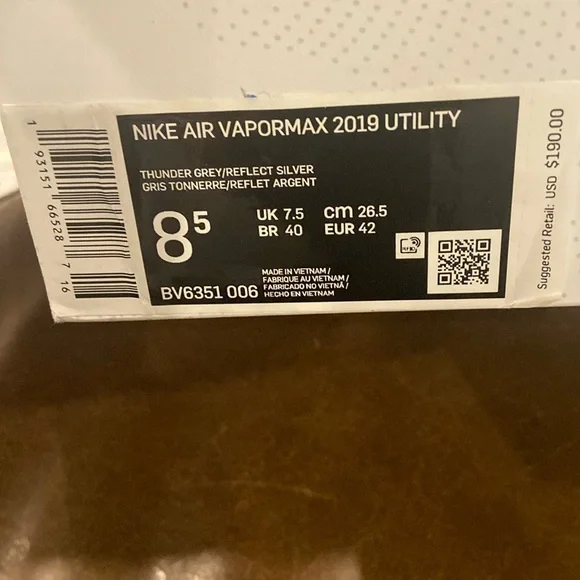 NIKE AIR VAPORMAX 2019 UTILITY
THUNDER GREY/REFLECT SILVER
GRIS TONNERRE/REFLET ARGENT
85
UK 7.5 cm 26.5
BR 40 EUR 42
BV6351 006
MADE IN VIETNAM /
FABRIQUE AU VIETNAM /
FABRICADO NO VIETNÃ /
HECHO EN VIETNAM
1 93151 66528 7 16
Suggested Retail: USD $190.00